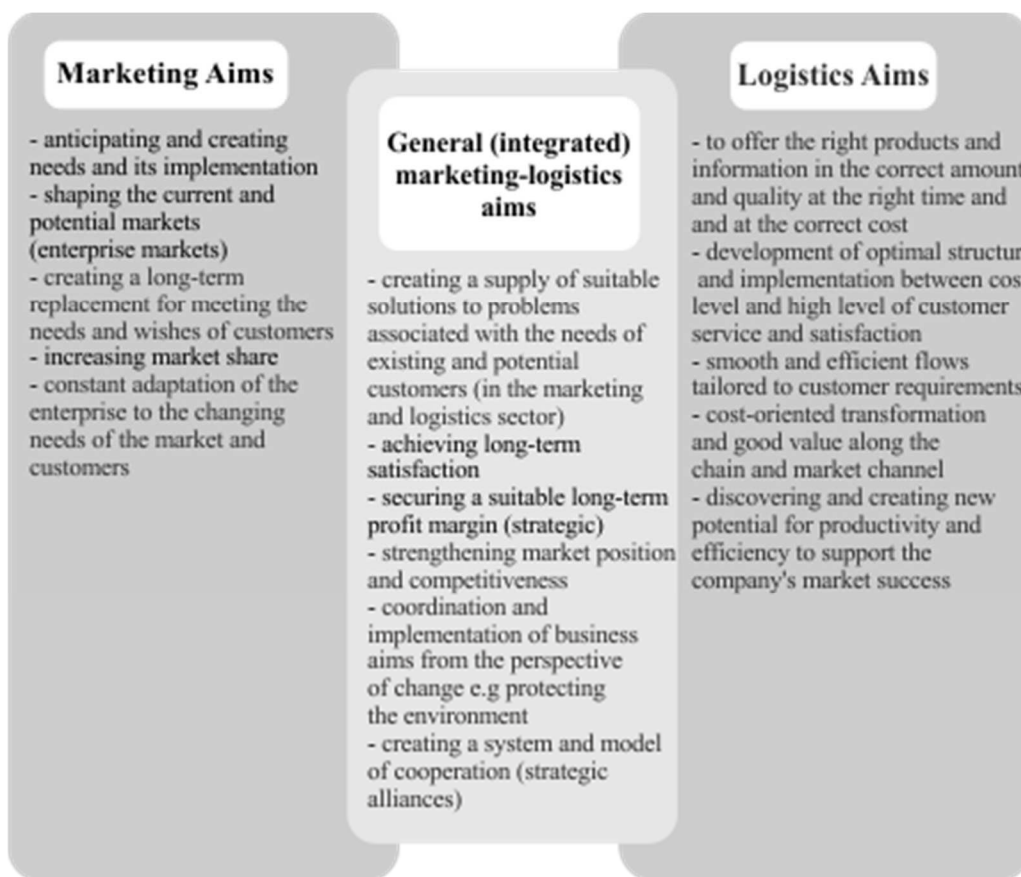 Marketing Aims
- anticipating and creating
needs and its implementation
- shaping the current and
potential markets
(enterprise markets)
- creating a long-term
replacement for meeting the
needs and wishes of customers
- increasing market share
- constant adaptation of the
enterprise to the changing
needs of the market and
customers
General (integrated)
marketing-logistics
aims
- creating a supply of suitable
solutions to problems
associated with the needs of
existing and potential
customers (in the marketing
and logistics sector)
- achieving long-term
satisfaction
- securing a suitable long-term
profit margin (strategic)
- strengthening market position
and competitiveness
- coordination and
implementation of business
aims from the perspective
of change e.g protecting
the environment
- creating a system and model
of cooperation (strategic
alliances)
Logistics Aims
- to offer the right products and
information in the correct amount
and quality at the right time and
and at the correct cost
- development of optimal structur
and implementation between cos
level and high level of customer
service and satisfaction
- smooth and efficient flows
tailored to customer requirements
- cost-oriented transformation
and good value along the
chain and market channel
- discovering and creating new
potential for productivity and
efficiency to support the
company's market success